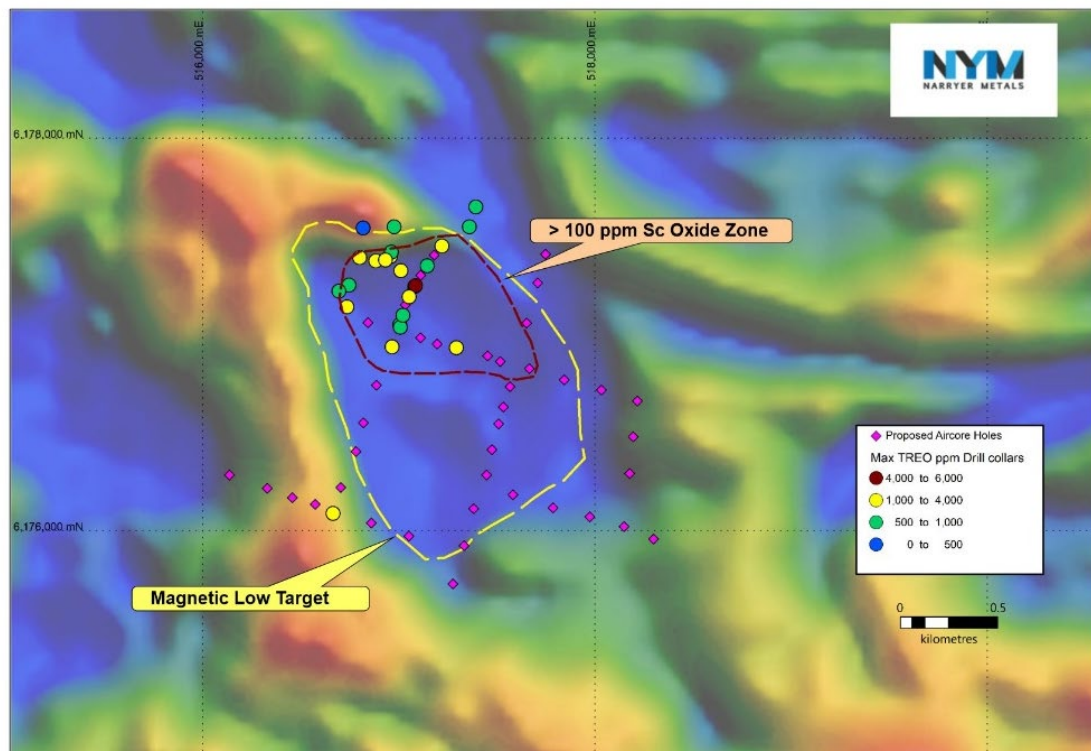 516,000 mE
518,000 mE
NYM
NARRYER METALS
6,178,000 mN
> 100 ppm Sc Oxide Zone
Proposed Aircore Holes
Max TREO ppm Drill collars
4,000 to 6,000
1,000 to 4,000
500 to 1,000
0 to 500
6,176,000 mN
Magnetic Low Target
0 0.5
kilometres